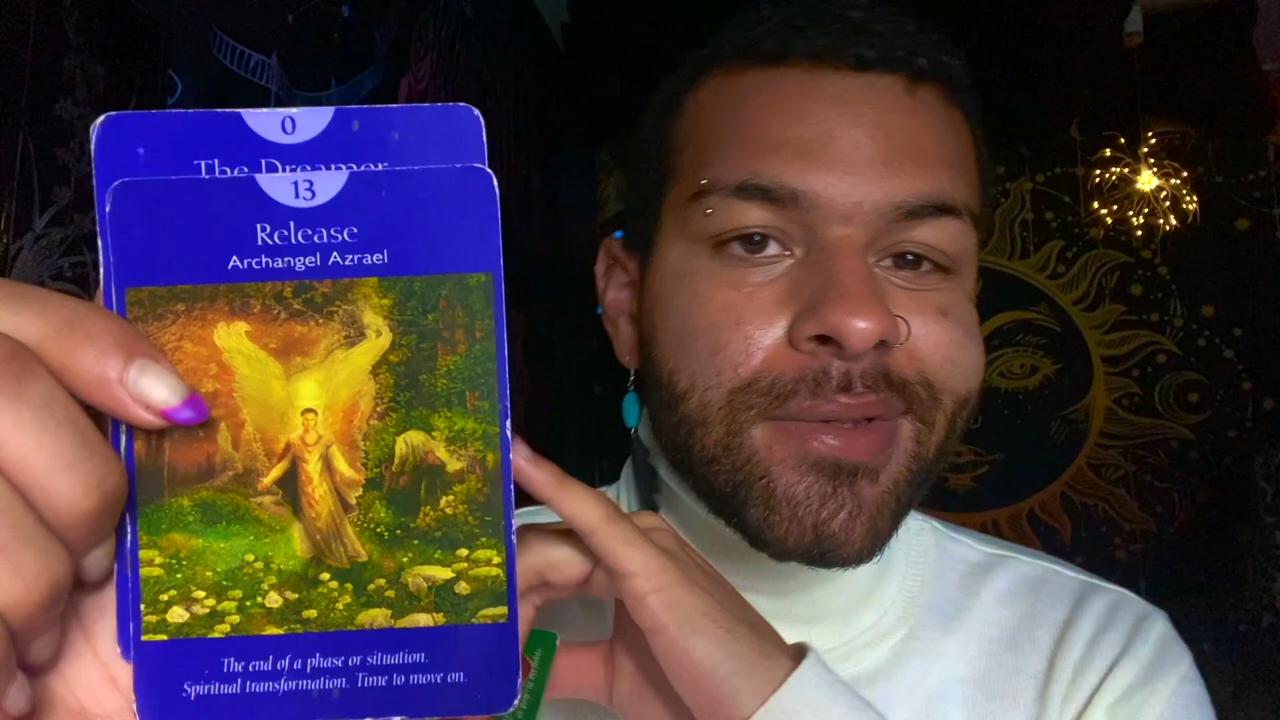 0
The Dreamer
13
Release
Archangel Azrael
The end of a phase or situation.
Spiritual transformation. Time to move on.